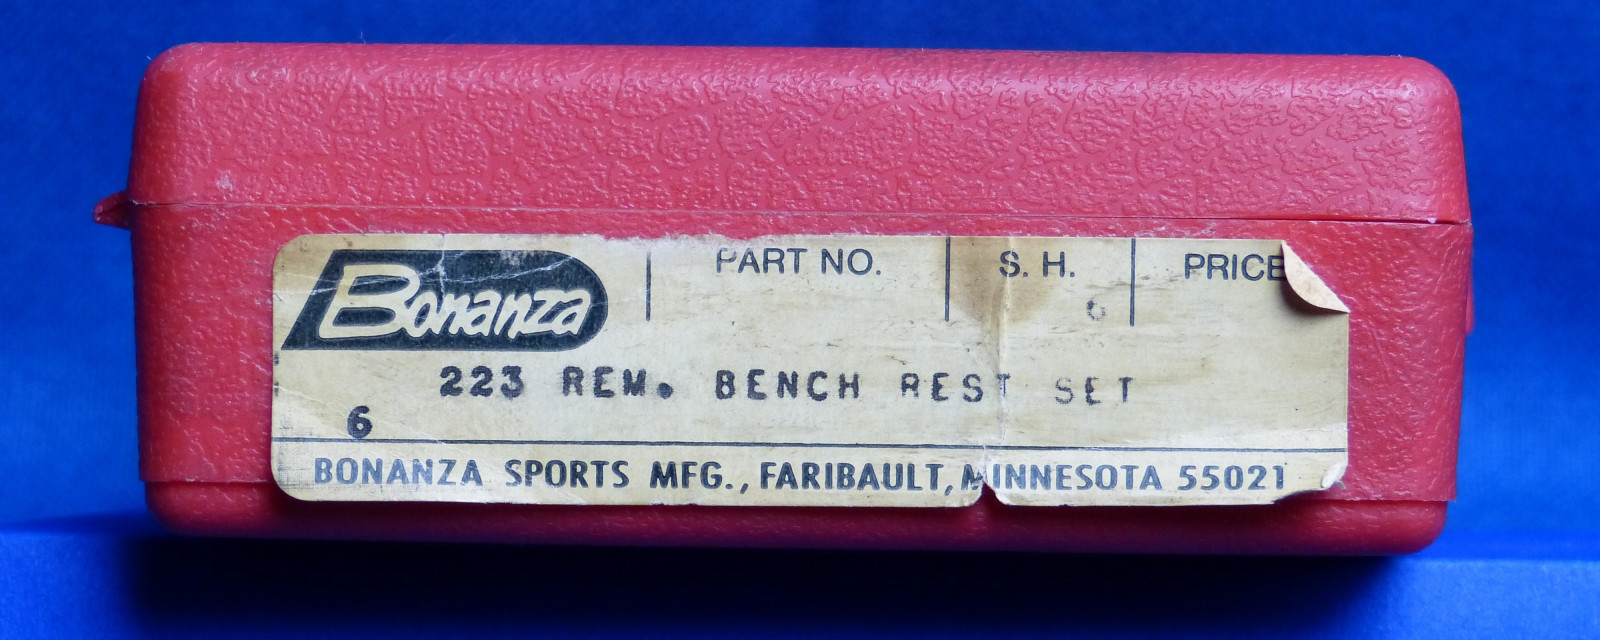 Bonanza
PART NO.
S. H.
PRICE
6
223 REM. BENCH REST SET
6
BONANZA SPORTS MFG., FARIBAULT, MINNESOTA 55021